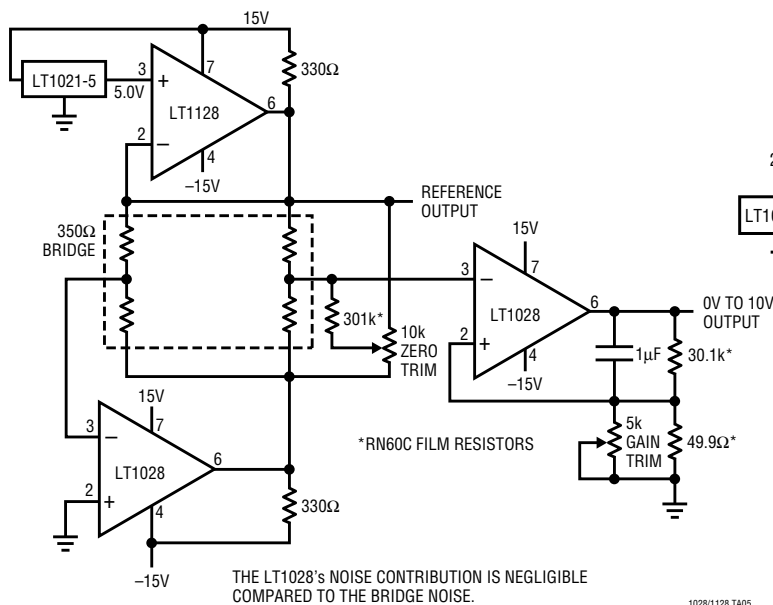 15V
330Ω
LT1021-5
3
+
7
5.0V
LT1128
6
2
–
4
–15V
REFERENCE
OUTPUT
350Ω
BRIDGE
15V
3
–
7
6
0V TO 10V
OUTPUT
301k*
10k
ZERO
TRIM
LT1028
1µF
30.1k*
2
+
4
–15V
15V
*RN60C FILM RESISTORS
5k
GAIN
TRIM
49.9Ω*
3
–
7
LT1028
6
2
+
4
330Ω
–15V
THE LT1028's NOISE CONTRIBUTION IS NEGLIGIBLE
COMPARED TO THE BRIDGE NOISE.
1028/1128 TA05